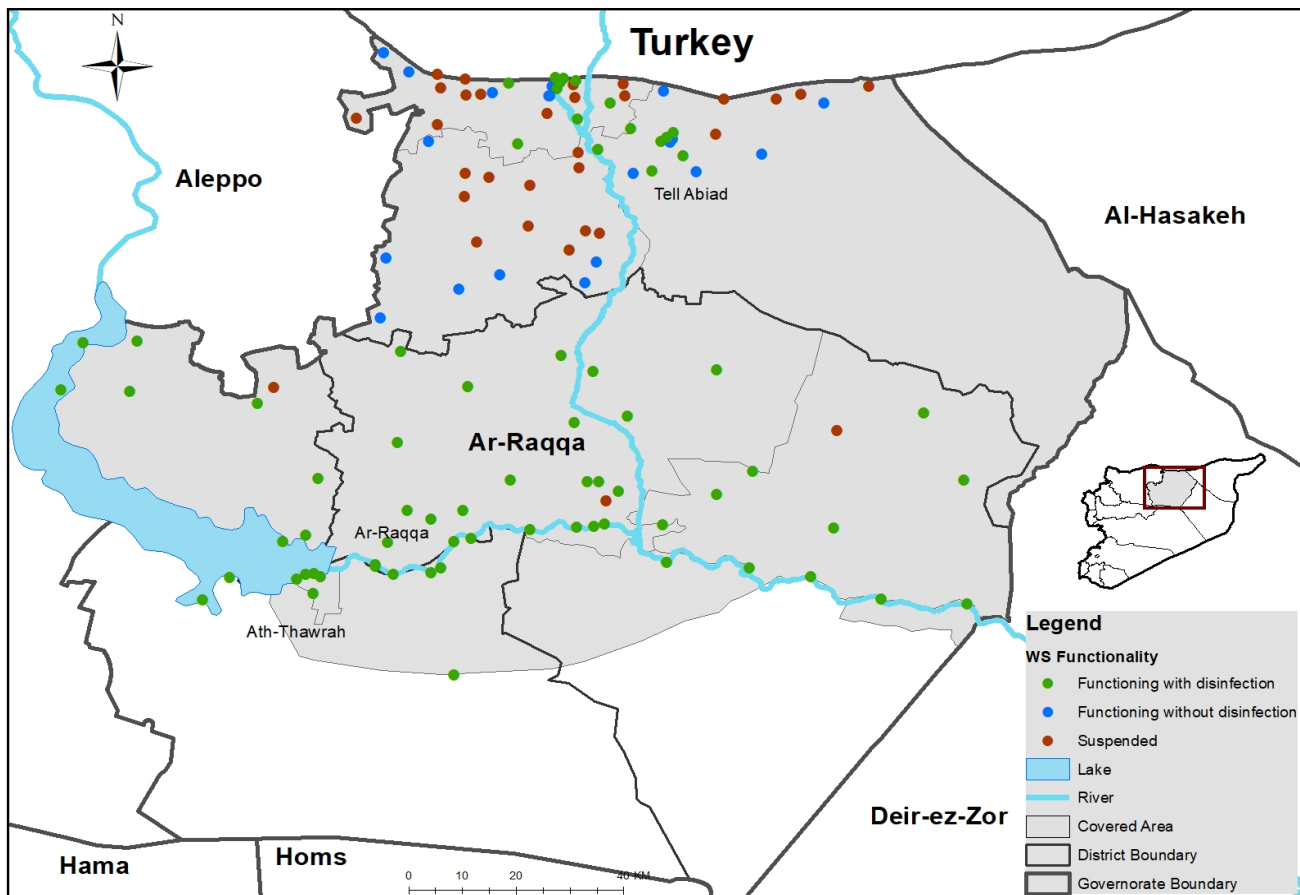 N
Turkey
Aleppo
Tell Abiad
Al-Hasakeh
Ar-Raqqa
Ar-Raqqa
Ath-Thawrah
Deir-ez-Zor
Hama
Homs
0 10 20 40 KM
Legend
WS Functionality
Functioning with disinfection
Functioning without disinfection
Suspended
Lake
River
Covered Area
District Boundary
Governorate Boundary